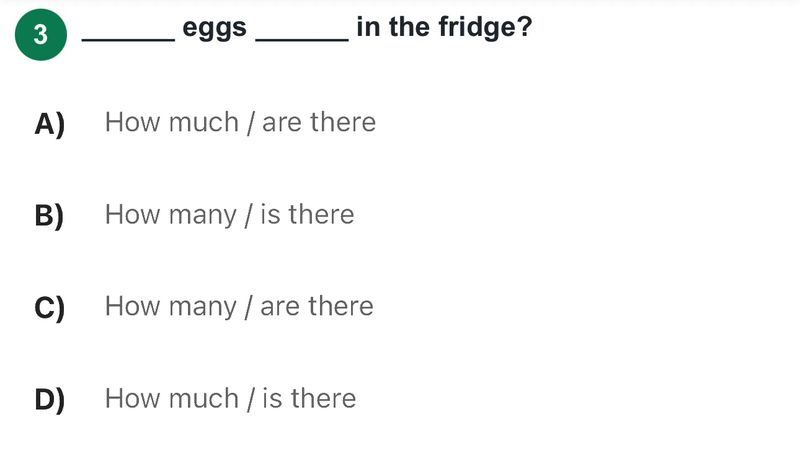 3 ______ eggs ______ in the fridge?
A) How much / are there
B) How many / is there
C) How many / are there
D) How much / is there